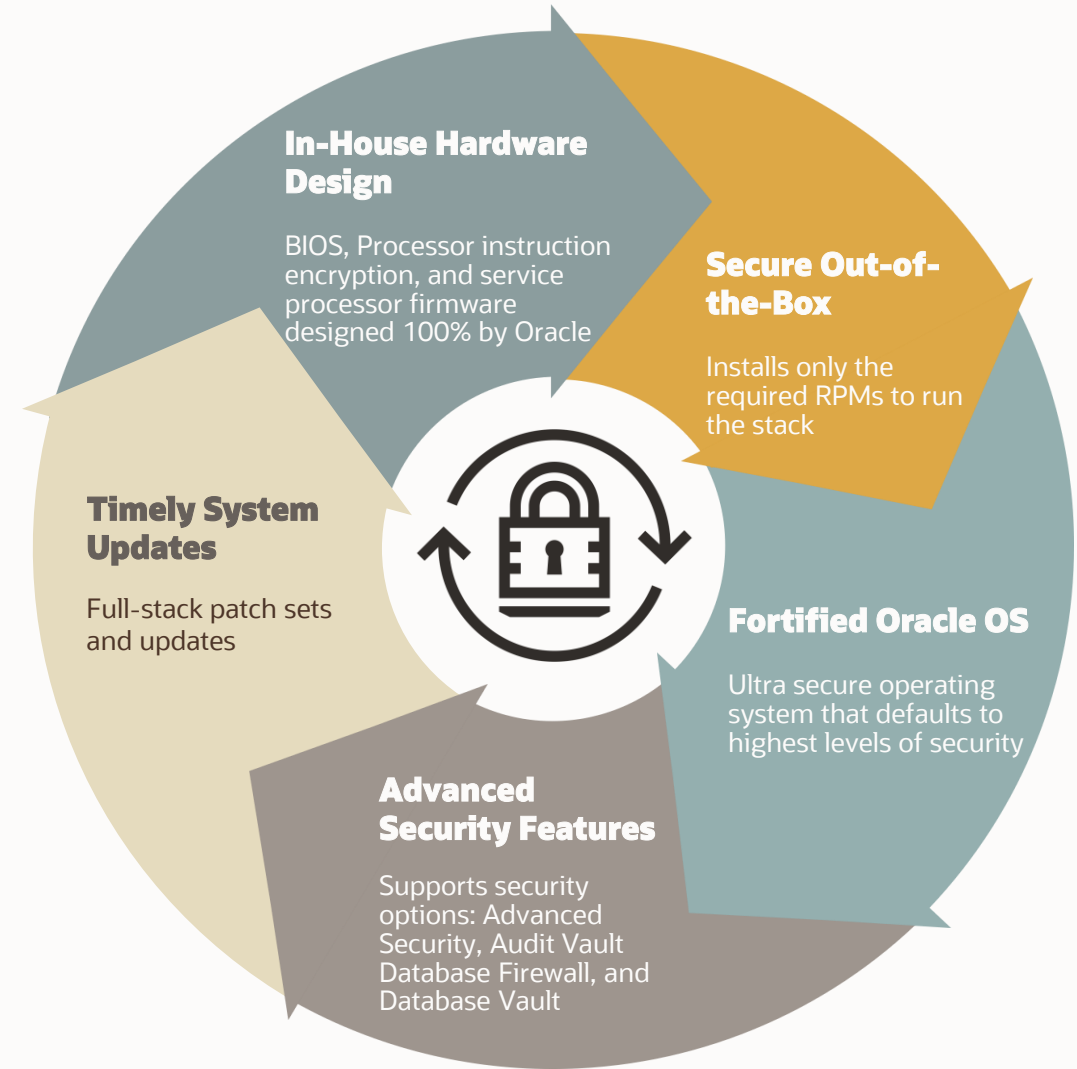 In-House Hardware
Design
BIOS, Processor instruction
encryption, and service
processor firmware
designed 100% by Oracle
Secure Out-of-
the-Box
Installs only the
required RPMs to run
the stack
Fortified Oracle OS
Ultra secure operating
system that defaults to
highest levels of security
Advanced
Security Features
Supports security
options: Advanced
Security, Audit Vault
Database Firewall, and
Database Vault
Timely System
Updates
Full-stack patch sets
and updates